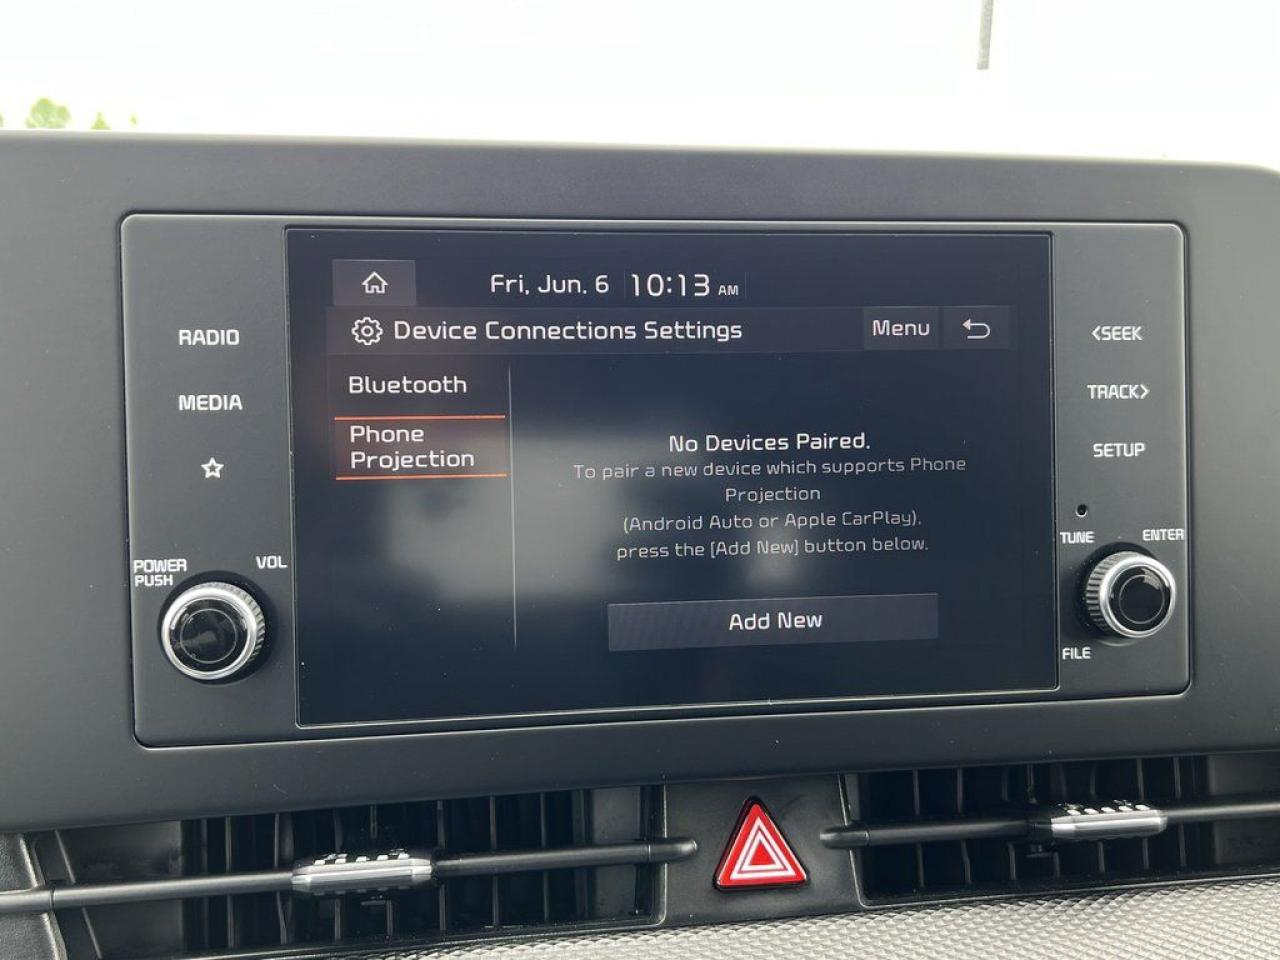 Fri, Jun. 6 10:13 AM
Device Connections Settings Menu
RADIO
MEDIA
POWER
PUSH
VOL
Bluetooth
Phone
Projection
No Devices Paired.
To pair a new device which supports Phone
Projection
(Android Auto or Apple CarPlay),
press the [Add New] button below.
Add New
<SEEK
TRACK>
SETUP
TUNE
ENTER
FILE